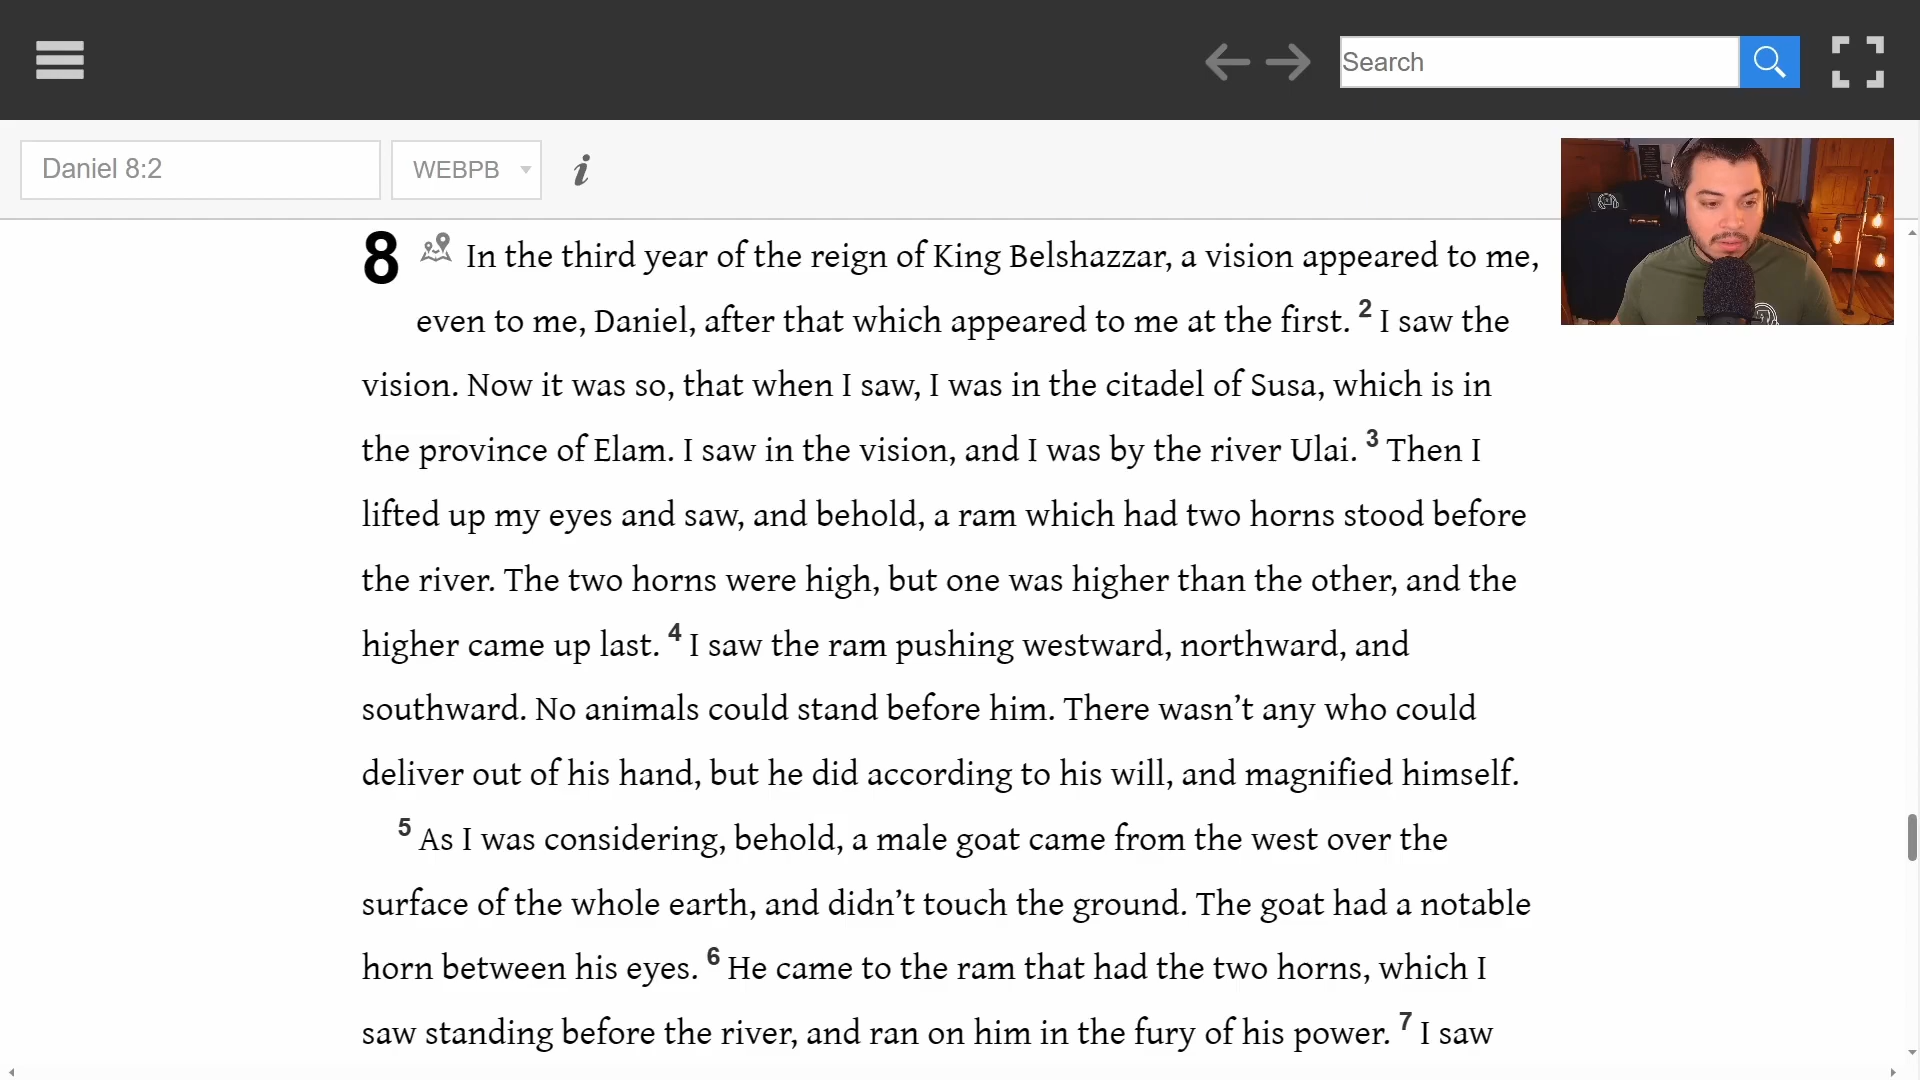 Search
Daniel 8:2
WEBPB
i
8 In the third year of the reign of King Belshazzar, a vision appeared to me,
even to me, Daniel, after that which appeared to me at the first. 2 I saw the
vision. Now it was so, that when I saw, I was in the citadel of Susa, which is in
the province of Elam. I saw in the vision, and I was by the river Ulai. 3 Then I
lifted up my eyes and saw, and behold, a ram which had two horns stood before
the river. The two horns were high, but one was higher than the other, and the
higher came up last. 4 I saw the ram pushing westward, northward, and
southward. No animals could stand before him. There wasn’t any who could
deliver out of his hand, but he did according to his will, and magnified himself.
5 As I was considering, behold, a male goat came from the west over the
surface of the whole earth, and didn’t touch the ground. The goat had a notable
horn between his eyes. 6 He came to the ram that had the two horns, which I
saw standing before the river, and ran on him in the fury of his power. 7 I saw